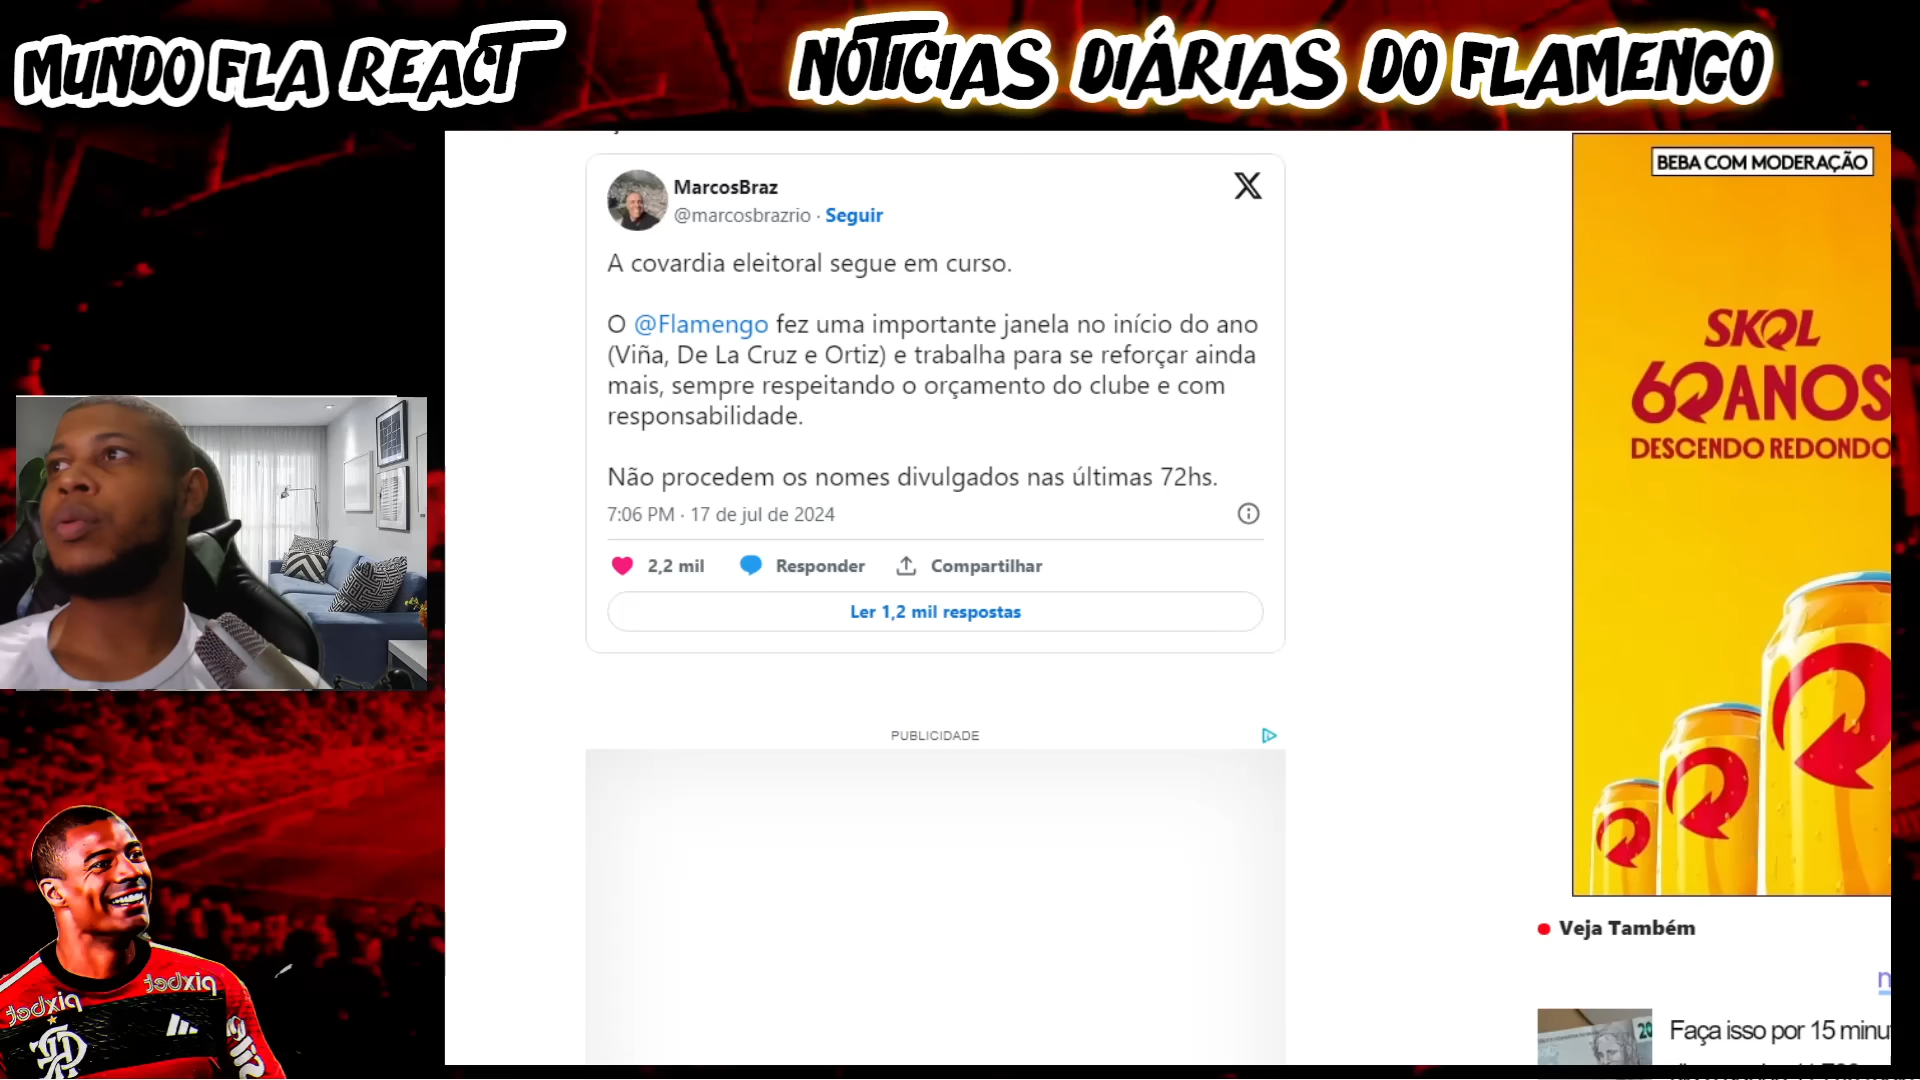 MUNDO FLA REACT
NOTICIAS DIÁRIAS DO FLAMENGO
BEBA COM MODERAÇÃO
MarcosBraz
@marcosbrazrio · Seguir
A covardia eleitoral segue em curso.
O @Flamengo fez uma importante janela no início do ano
(Viña, De La Cruz e Ortiz) e trabalha para se reforçar ainda
mais, sempre respeitando o orçamento do clube e com
responsabilidade.
Não procedem os nomes divulgados nas últimas 72hs.
7:06 PM · 17 de jul de 2024
2,2 mil Responder Compartilhar
Ler 1,2 mil respostas
PUBLICIDADE
SKOL
60 ANOS
DESCENDO REDONDO
Veja Também
20
Faça isso por 15 minu
pixbet
pixbet